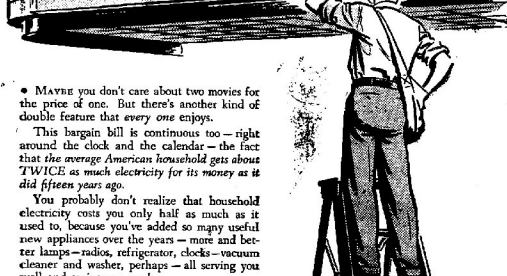 • MAYBE you don't care about two movies for
the price of one. But there's another kind of
double feature that every one enjoys.
This bargain bill is continuous too — right
around the clock and the calendar — the fact
that the average American household gets about
TWICE as much electricity for its money as it
did fifteen years ago.
You probably don't realize that household
electricity costs you only half as much as it
used to, because you've added so many useful
new appliances over the years — more and bet-
ter lamps — radios, refrigerator, clocks — vacuum
cleaner and washer, perhaps — all serving you